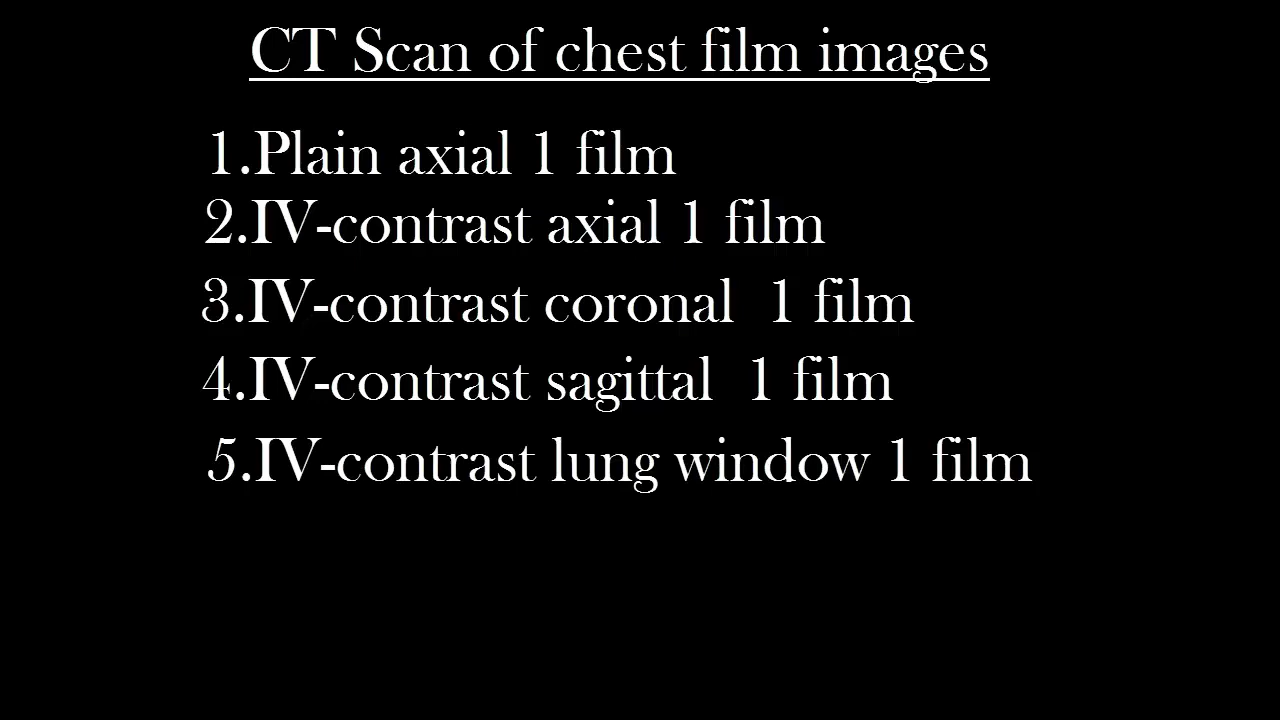 CT Scan of chest film images
1.Plain axial 1 film
2.IV-contrast axial 1 film
3.IV-contrast coronal  1 film
4.IV-contrast sagittal  1 film
5.IV-contrast lung window 1 film